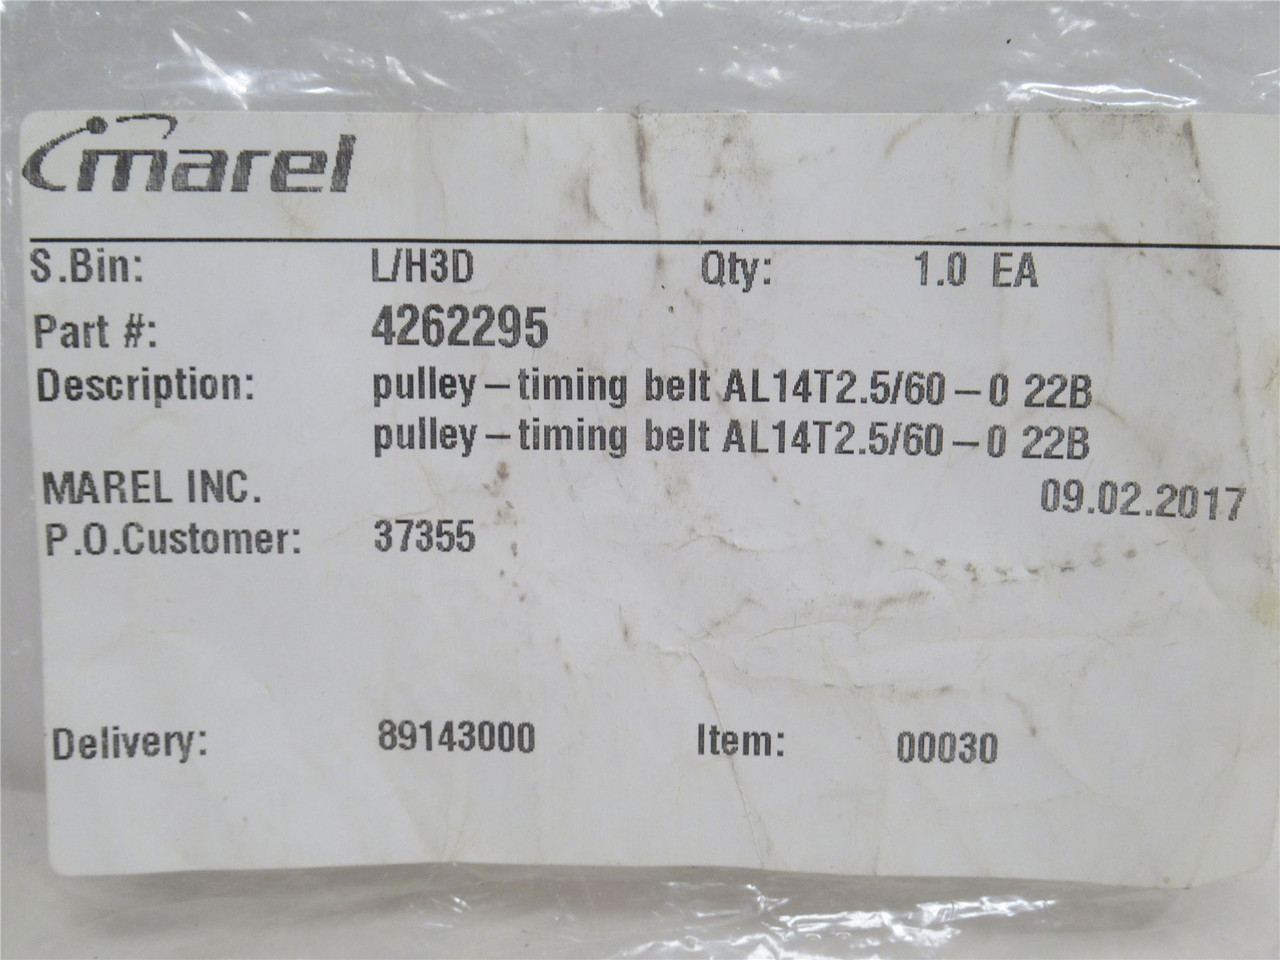 marel
S.Bin: L/H3D Qty: 1.0 EA
Part #: 4262295
Description: pulley-timing belt AL14T2.5/60-0 22B
pulley-timing belt AL14T2.5/60-0 22B
MAREL INC. 09.02.2017
P.O.Customer: 37355
Delivery: 89143000 Item: 00030